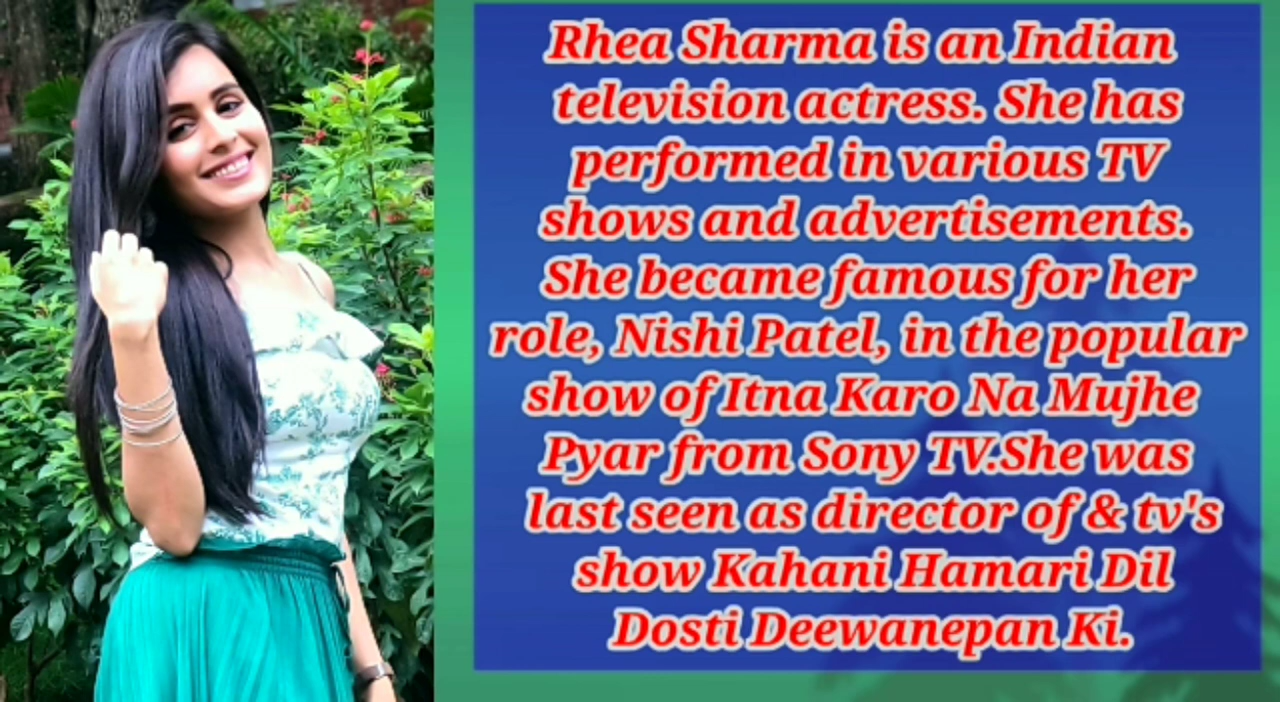 Rhea Sharma is an Indian
television actress. She has
performed in various TV
shows and advertisements.
She became famous for her
role, Nishi Patel, in the popular
show of Itna Karo Na Mujhe
Pyar from Sony TV.She was
last seen as director of & tv's
show Kahani Hamari Dil
Dosti Deewanepan Ki.